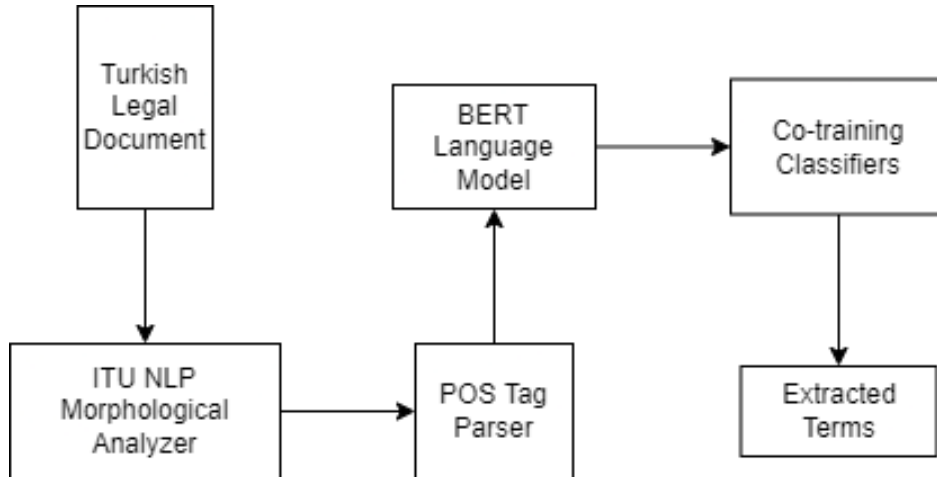 Turkish
Legal
Document
ITU NLP
Morphological
Analyzer
POS Tag
Parser
BERT
Language
Model
Co-training
Classifiers
Extracted
Terms